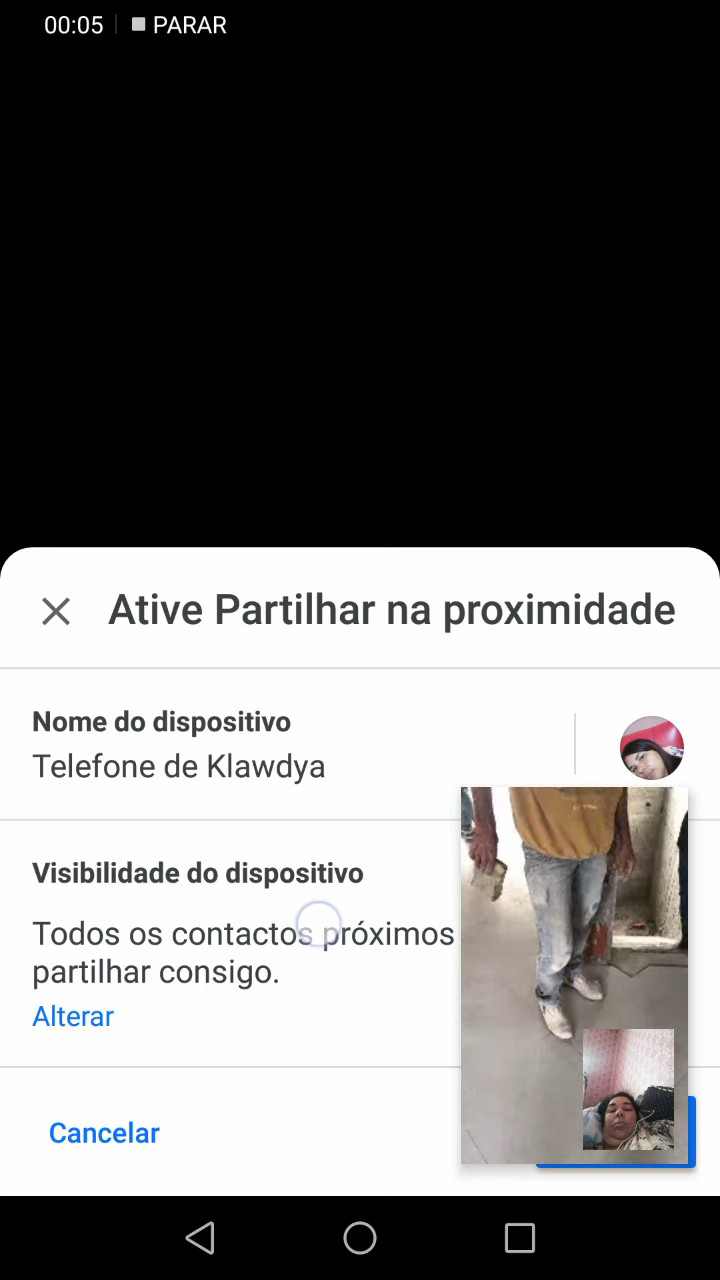 00:05 PARAR
Ative Partilhar na proximidade
Nome do dispositivo
Telefone de Klawdya
Visibilidade do dispositivo
Todos os contactos próximos
partilhar consigo.
Alterar
Cancelar